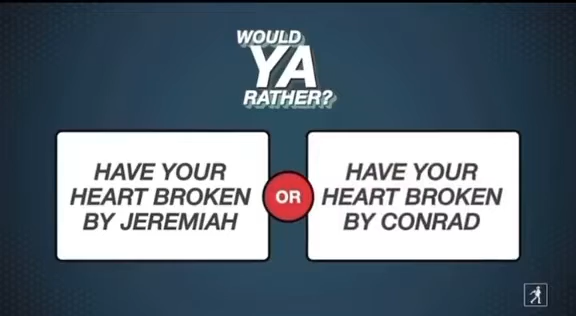 WOULD
YA
RATHER?
HAVE YOUR
HEART BROKEN
BY JEREMIAH
OR
HAVE YOUR
HEART BROKEN
BY CONRAD